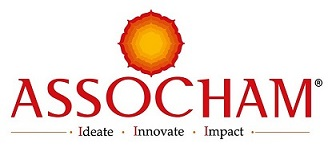 ASSOCHAM®
· Ideate · Innovate · Impact ·